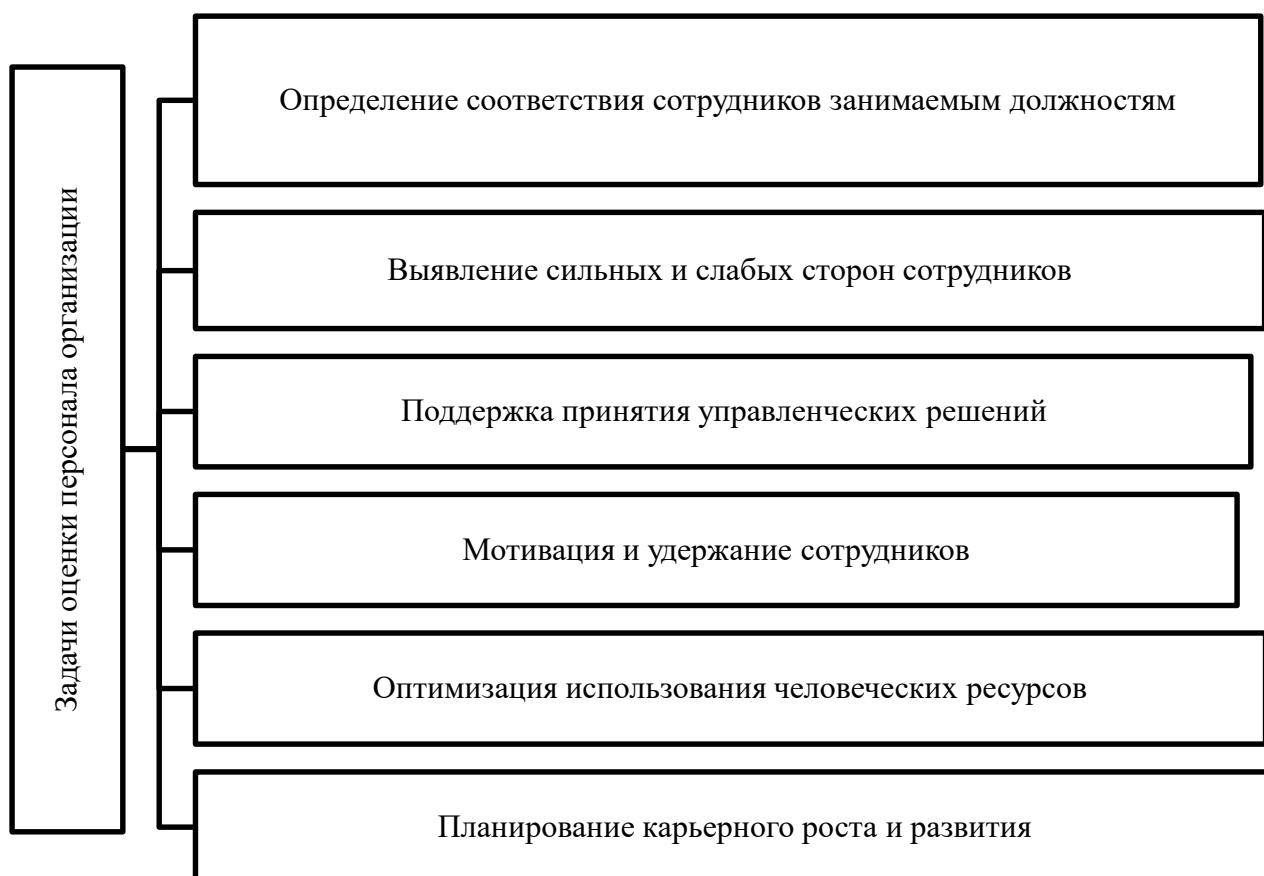 Задачи оценки персонала организации
Определение соответствия сотрудников занимаемым должностям
Выявление сильных и слабых сторон сотрудников
Поддержка принятия управленческих решений
Мотивация и удержание сотрудников
Оптимизация использования человеческих ресурсов
Планирование карьерного роста и развития